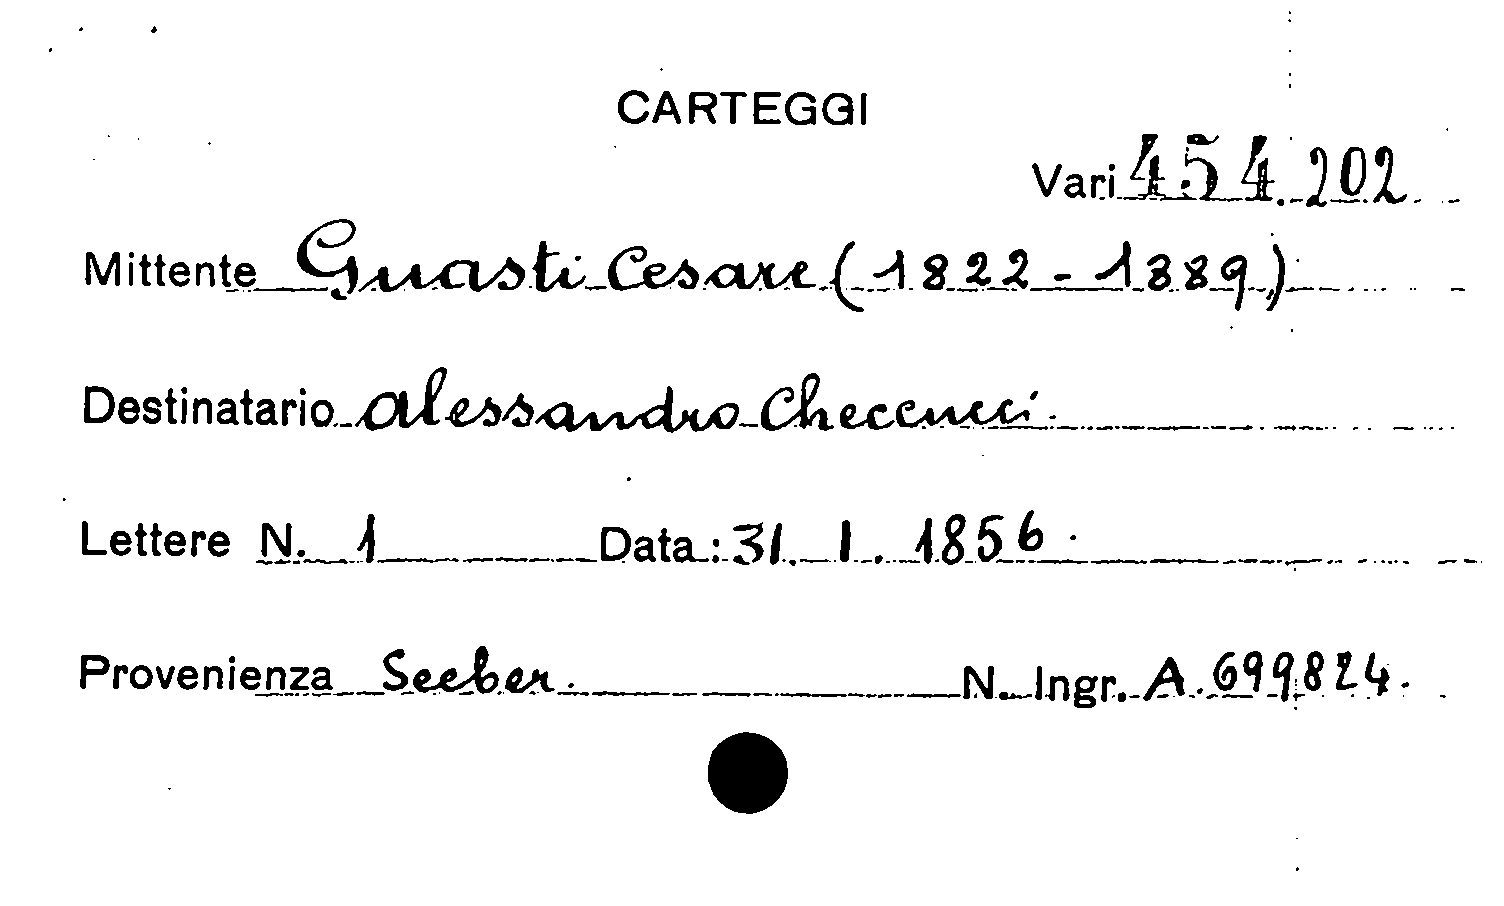 CARTEGGI
Vari 454.202
Mittente Guasti Cesare (1822-1889)
Destinatario Alessandro Checcucci.
Lettere N. 1 Data: 31. 1. 1856.
Provenienza Seeber. N. Ingr. A. 699824.